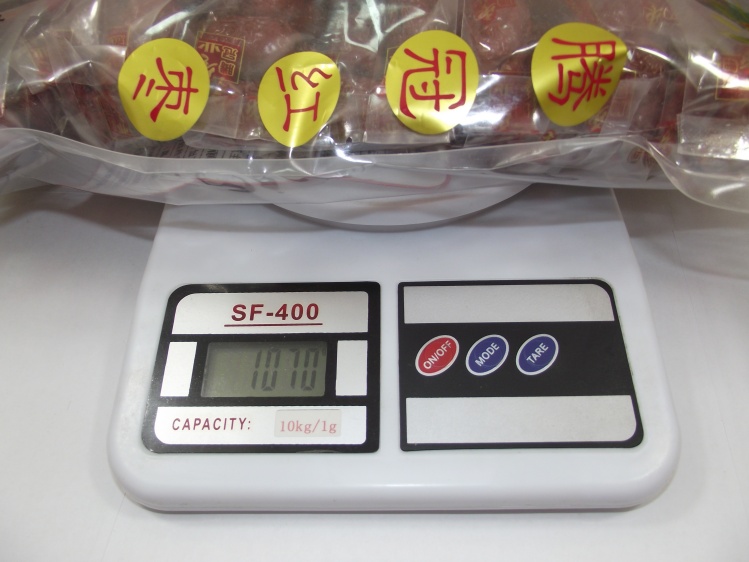 腾冠红枣
SF-400
1070
CAPACITY: 10kg/1g
ON/OFF
MODE
TARE